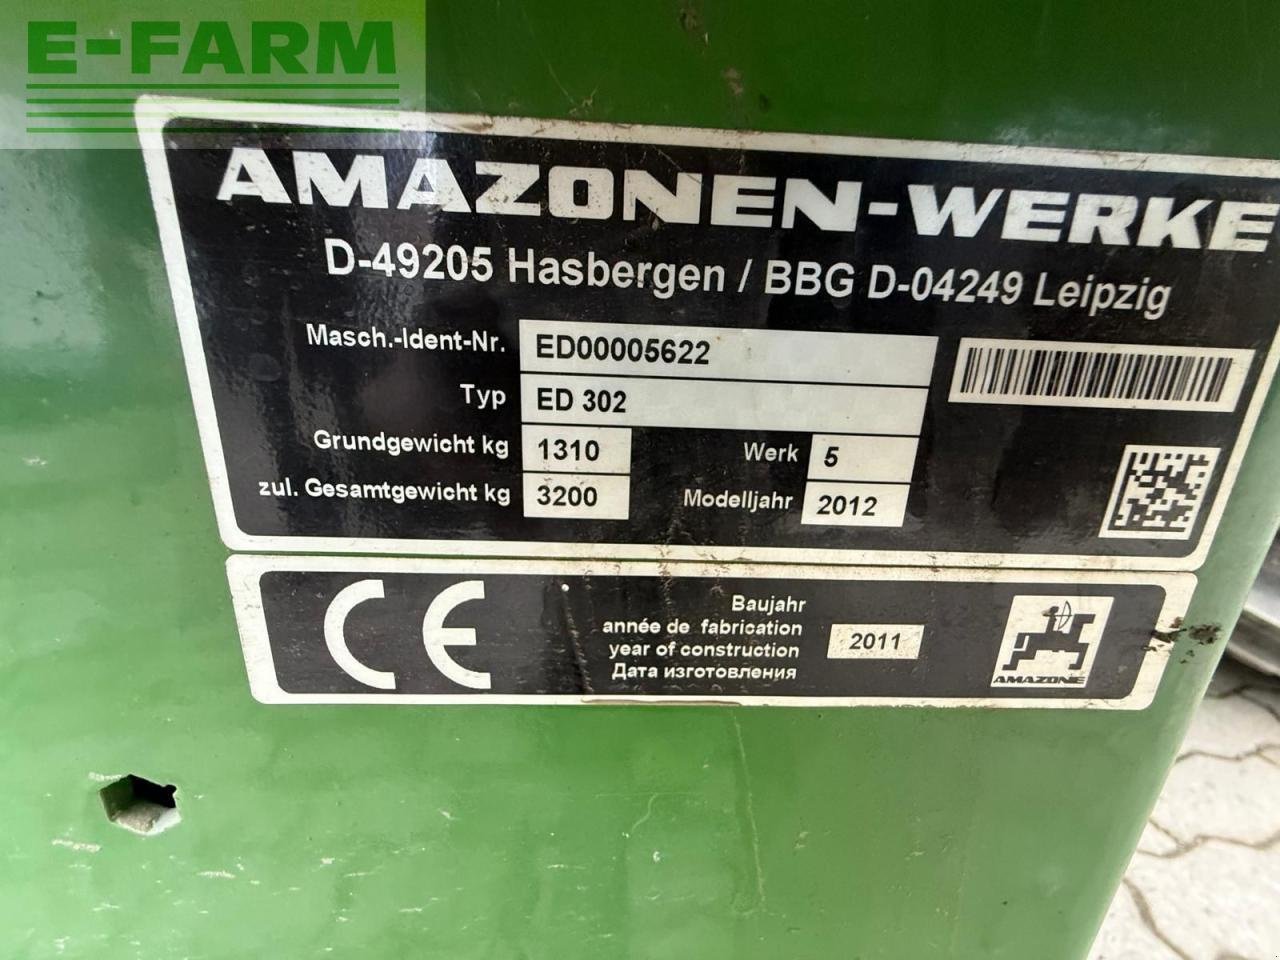 E-FARM
AMAZONEN-WERKE
D-49205 Hasbergen / BBG D-04249 Leipzig
Masch.-Ident-Nr. ED00005622
Typ ED 302
Grundgewicht kg 1310 Werk 5
zul. Gesamtgewicht kg 3200 Modelljahr 2012
CE
Baujahr
année de fabrication
year of construction 2011
Дата изготовления
AMAZONE